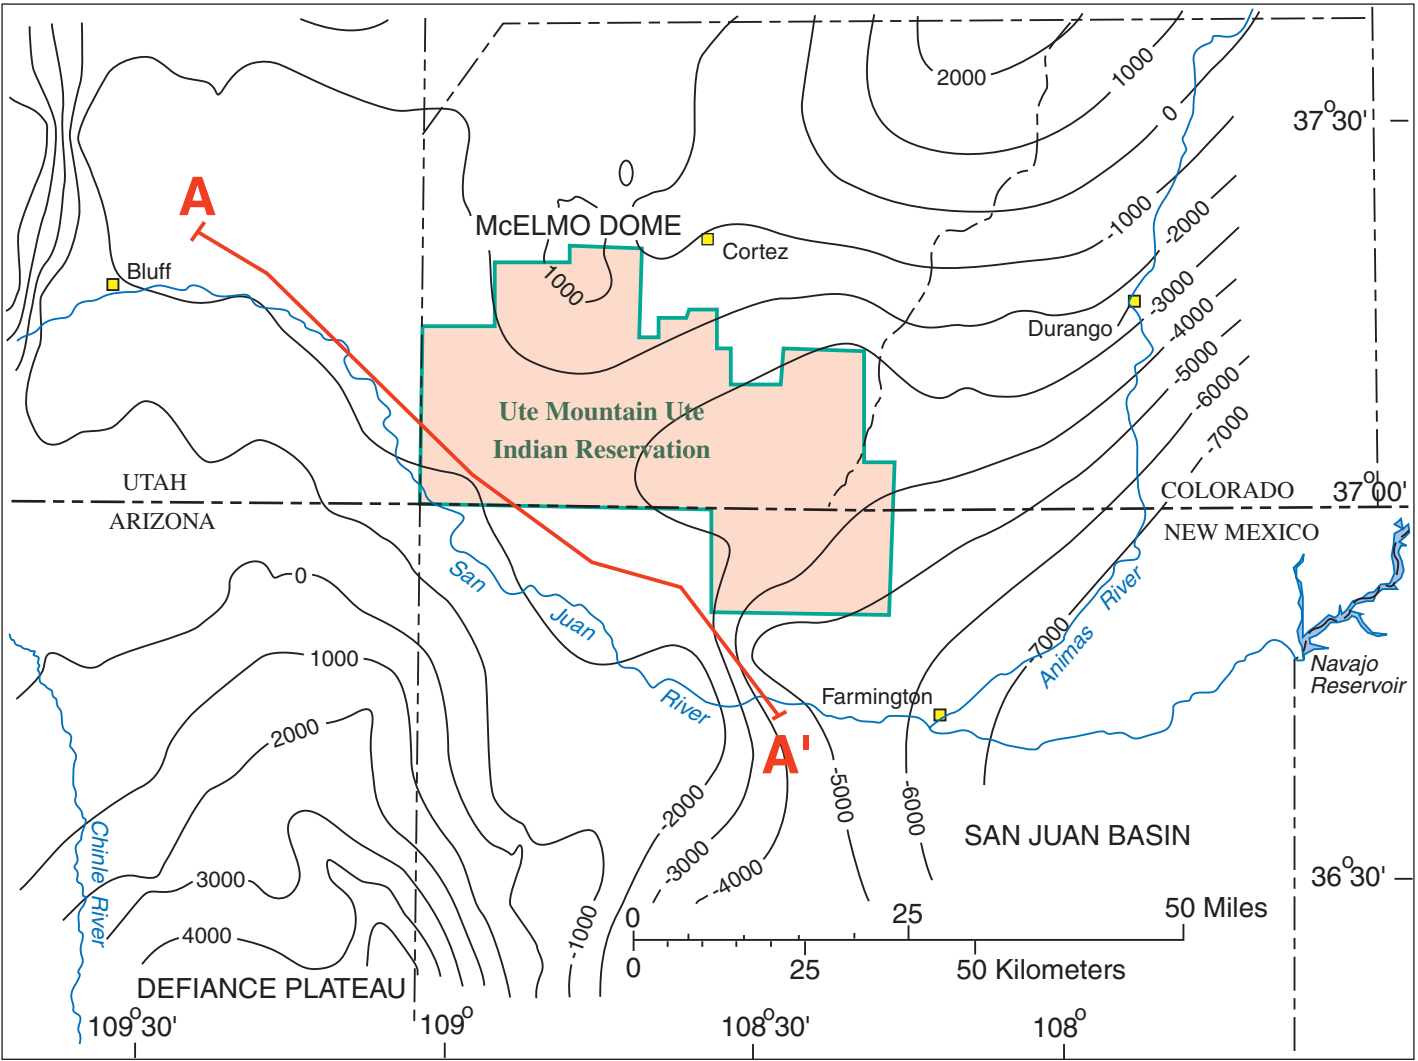 2000
1000
0
37°30'
A
McELMO DOME
-1000
-2000
Cortez
Bluff
1000
-3000
Durango
-4000
-5000
-6000
-7000
Ute Mountain Ute
Indian Reservation
UTAH
ARIZONA
COLORADO
NEW MEXICO
37°00'
San
Juan
River
0
1000
2000
Animas
River
-7000
Navajo
Reservoir
Farmington
A'
-2000
-3000
-4000
-5000
-6000
SAN JUAN BASIN
36°30'
Chinle River
3000
4000
-1000
DEFIANCE PLATEAU
0
25
50 Miles
0
25
50 Kilometers
109°30'
109°
108°30'
108°